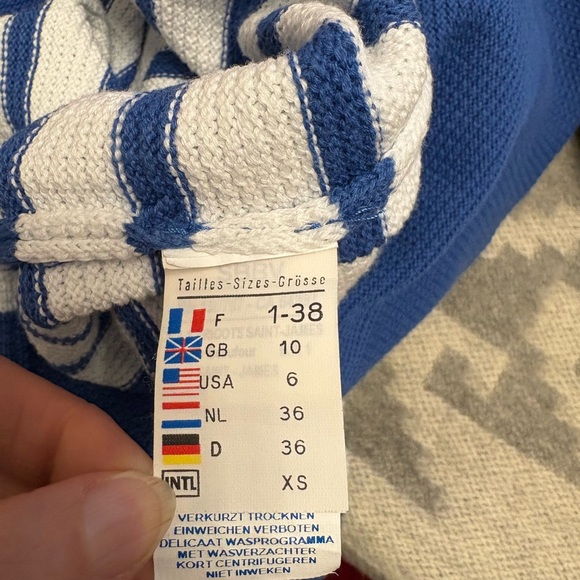 Tailles-Sizes-Grösse
F 1-38
GB 10
USA 6
NL 36
D 36
INTL XS
VERKURZT TROCKNEN
EINWEICHEN VERBOTEN
DELICAAT WASPROGRAMMA
MET WASVERZACHTER
KORT CENTRIFUGEREN
NIET INWEKEN